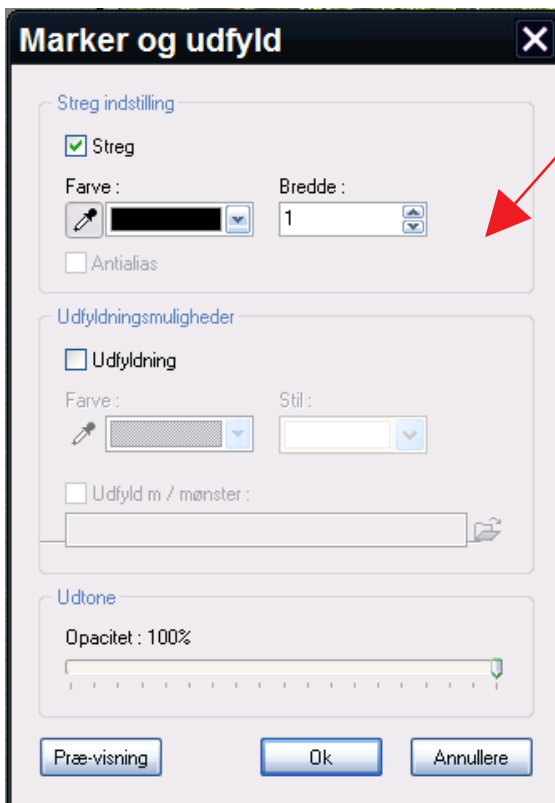 Marker og udfyld
Streg indstilling
Streg
Farve : Bredde :
1
Antialias
Udfyldningsmuligheder
Udfyldning
Farve : Stil :
Udfyld m / mønster :
Udtone
Opacitet : 100%
Præ-visning Ok Annullere